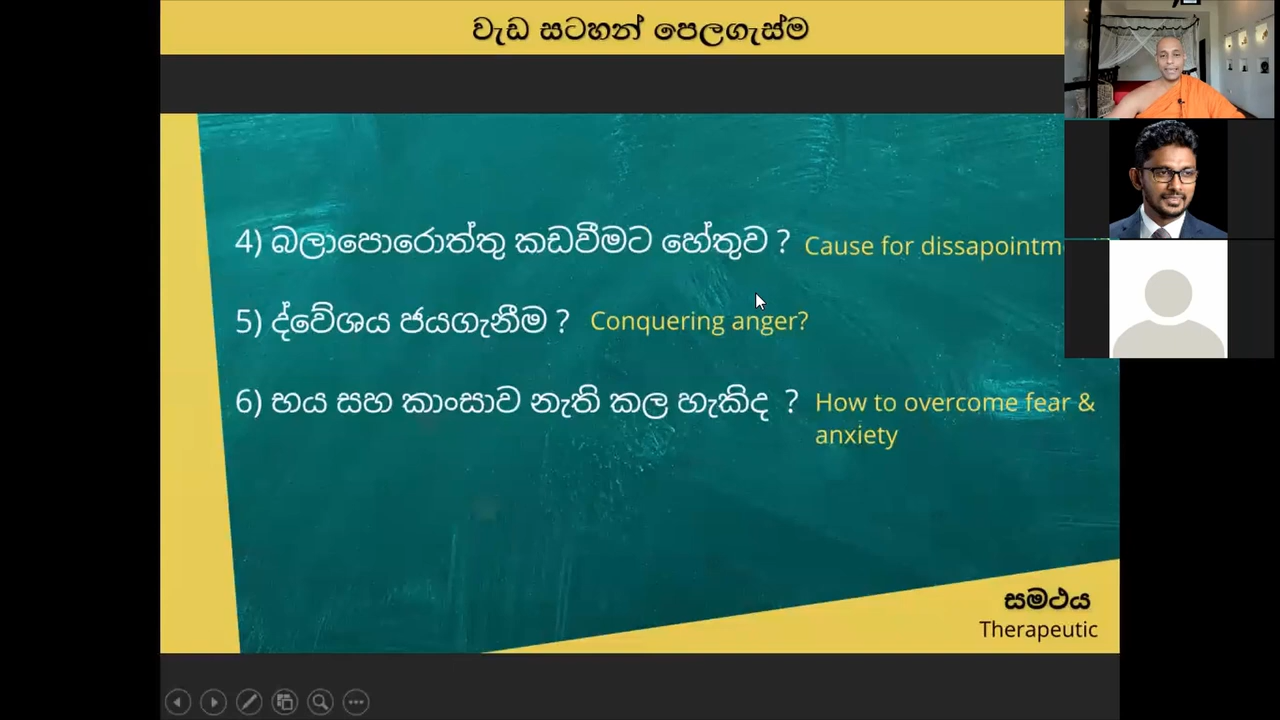 වැඩ සටහන් පෙලගැස්ම
4) බලාපොරොත්තු කඩවීමට හේතුව ? Cause for dissapointm
5) ද්වේශය ජයගැනීම ? Conquering anger?
6) භය සහ කාංසාව නැති කල හැකිද ? How to overcome fear &
anxiety
සමථය
Therapeutic